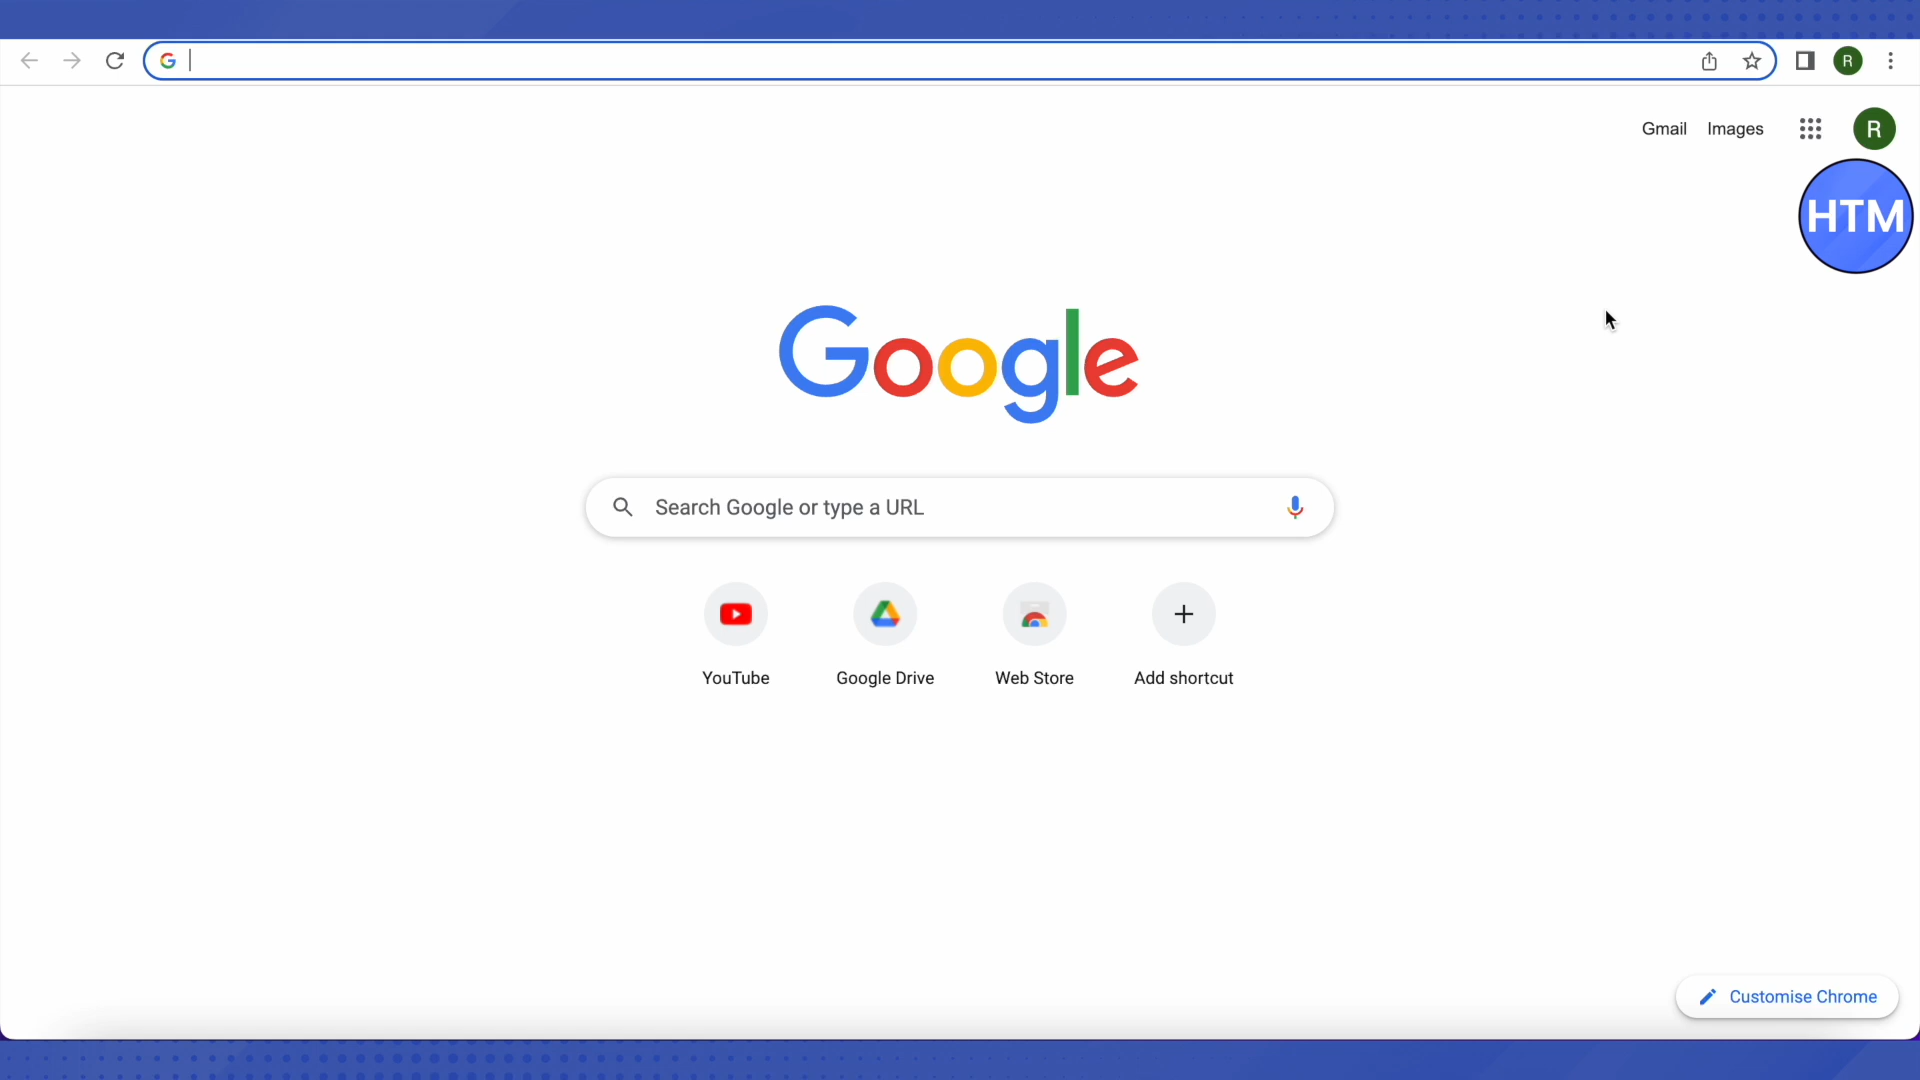 R
Gmail Images
R
HTM
Google
Search Google or type a URL
YouTube Google Drive Web Store Add shortcut
Customise Chrome